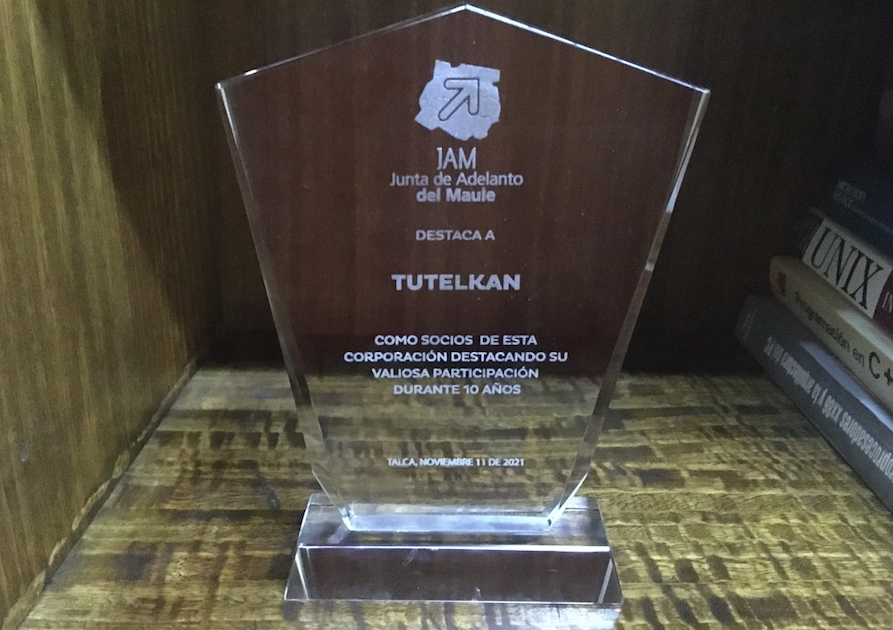 JAM
Junta de Adelanto
del Maule
DESTACA A
TUTELKAN
COMO SOCIOS DE ESTA
CORPORACIÓN DESTACANDO SU
VALIOSA PARTICIPACIÓN
DURANTE 10 AÑOS
TALCA, NOVIEMBRE 11 DE 2021
UNIX
Programación en C